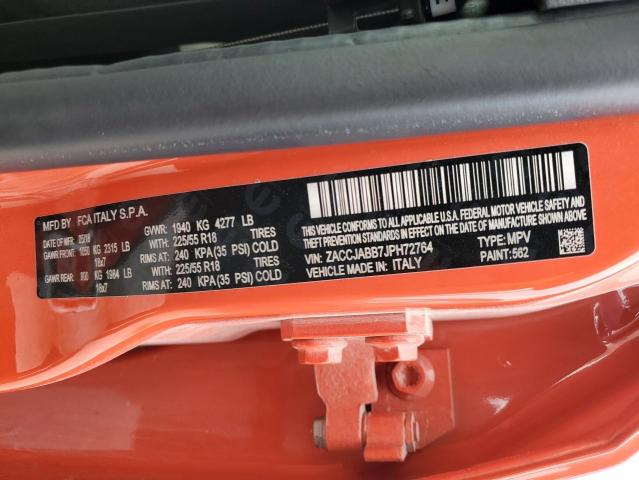 MFD BY FCA ITALY S.P.A.
DATE OF MFR 05/18 GVWR: 1940 KG 4277 LB
GAWR FRONT: 1050 KG 2315 LB WITH: 225/55 R18 TIRES
18x7 RIMS AT: 240 KPA(35 PSI) COLD
GAWR REAR: 900 KG 1984 LB WITH: 225/55 R18 TIRES
18x7 RIMS AT: 240 KPA(35 PSI) COLD
THIS VEHICLE CONFORMS TO ALL APPLICABLE FEDERAL MOTOR VEHICLE SAFETY AND
THEFT PREVENTION STANDARDS IN EFFECT ON THE DATE OF MANUFACTURE SHOWN ABOVE
VIN: ZACCJABB7JPH72764 TYPE: MPV
VEHICLE MADE IN: ITALY PAINT: 562